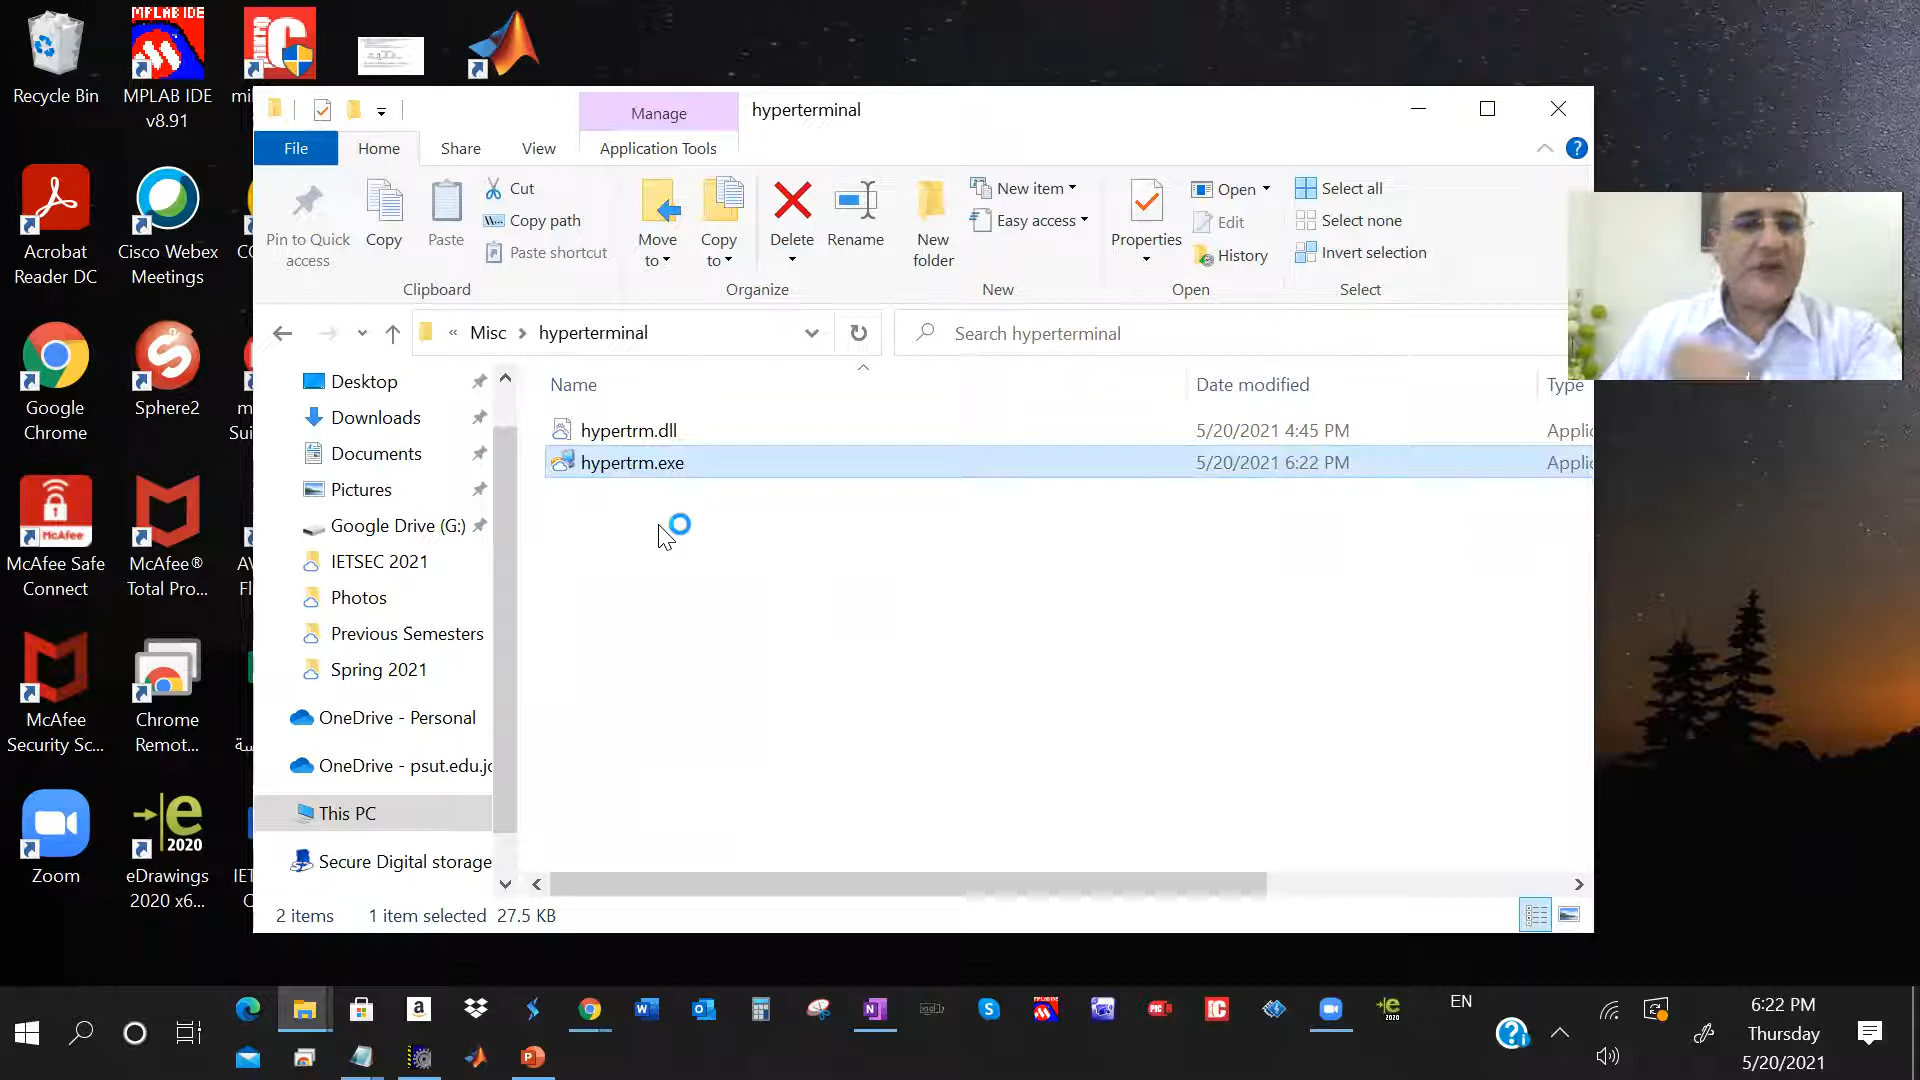 MPLAB IDE
Recycle Bin
MPLAB IDE
v8.91
Manage
hyperterminal
File
Home
Share
View
Application Tools
Pin to Quick
access
Copy
Paste
Cut
Copy path
Paste shortcut
Clipboard
Move
to
Copy
to
Delete
Rename
Organize
New
folder
New item
Easy access
New
Properties
Open
Edit
History
Open
Select all
Select none
Invert selection
Select
« Misc > hyperterminal
Search hyperterminal
Name
Date modified
Type
hypertrm.dll
5/20/2021 4:45 PM
Applic
hypertrm.exe
5/20/2021 6:22 PM
Applic
Desktop
Downloads
Documents
Pictures
Google Drive (G:)
IETSEC 2021
Photos
Previous Semesters
Spring 2021
OneDrive - Personal
OneDrive - psut.edu.jo
This PC
Secure Digital storage
2 items
1 item selected
27.5 KB
Acrobat
Reader DC
Cisco Webex
Meetings
Google
Chrome
Sphere2
McAfee
McAfee Safe
Connect
McAfee®
Total Pro...
McAfee
Security Sc...
Chrome
Remot...
Zoom
2020
eDrawings
2020 x6...
EN
6:22 PM
Thursday
5/20/2021